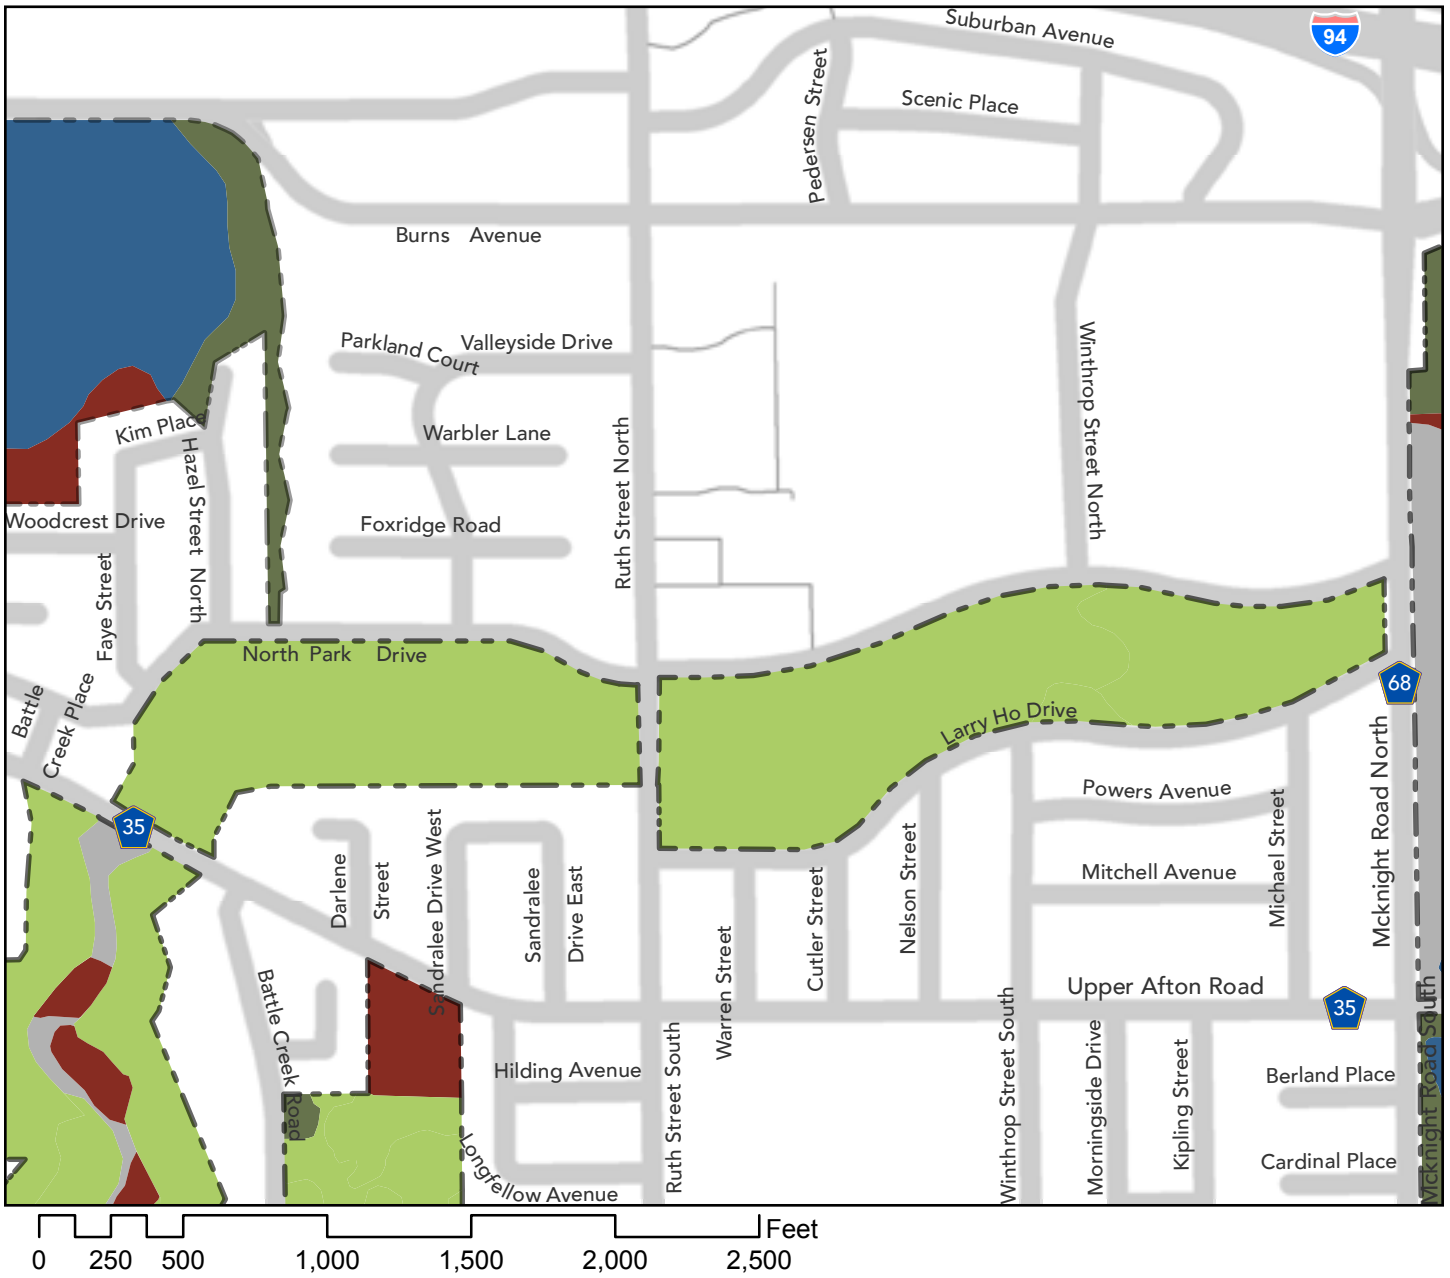 Suburban Avenue
94
Pedersen Street
Scenic Place
Burns Avenue
Parkland Court
Valleyside Drive
Winthrop Street North
Kim Place
Warbler Lane
Ruth Street North
Hazel Street North
Woodcrest Drive
Foxridge Road
Faye Street
North Park Drive
Battle
Creek Place
68
Larry Ho Drive
Mcknight Road North
Powers Avenue
35
Michael Street
Darlene
Street
Sandralee Drive West
Sandralee
Drive East
Nelson Street
Mitchell Avenue
Cutler Street
Warren Street
Battle Creek Road
Upper Afton Road
35
Mcknight Road South
Winthrop Street South
Hilding Avenue
Ruth Street South
Morningside Drive
Kipling Street
Berland Place
Longfellow Avenue
Cardinal Place
Feet
0 250 500 1,000 1,500 2,000 2,500